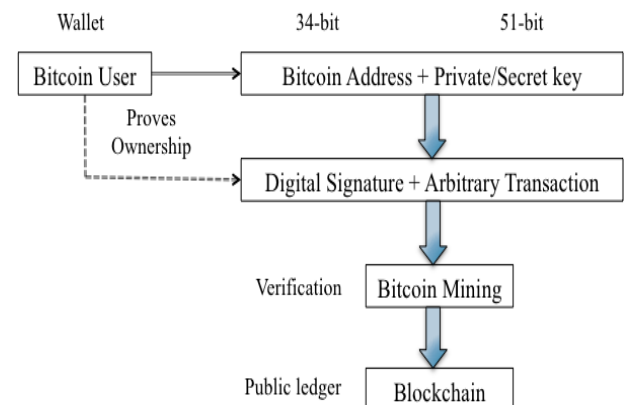 Wallet 34-bit 51-bit
Bitcoin User
Bitcoin Address + Private/Secret key
Proves
Ownership
Digital Signature + Arbitrary Transaction
Verification
Bitcoin Mining
Public ledger
Blockchain